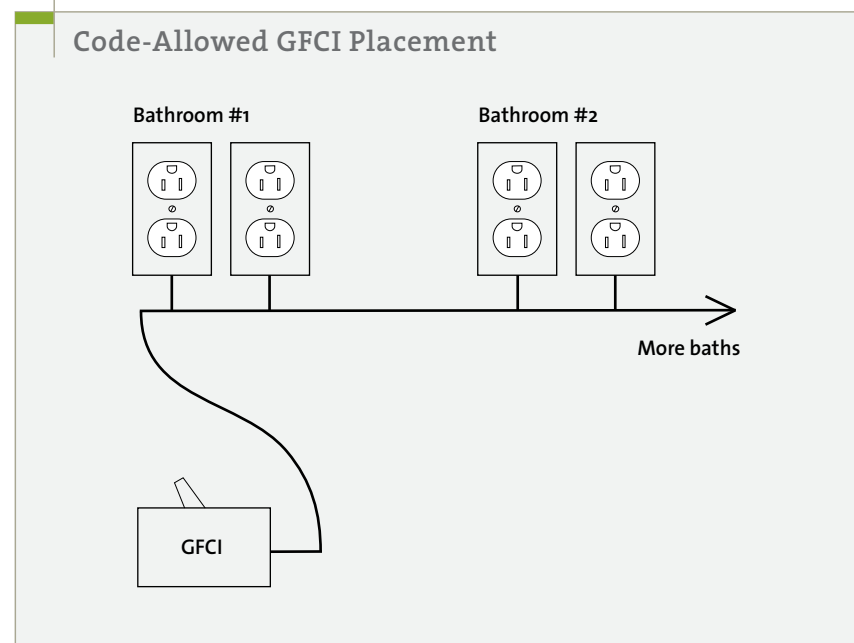 Code-Allowed GFCI Placement
Bathroom #1
Bathroom #2
More baths
GFCI